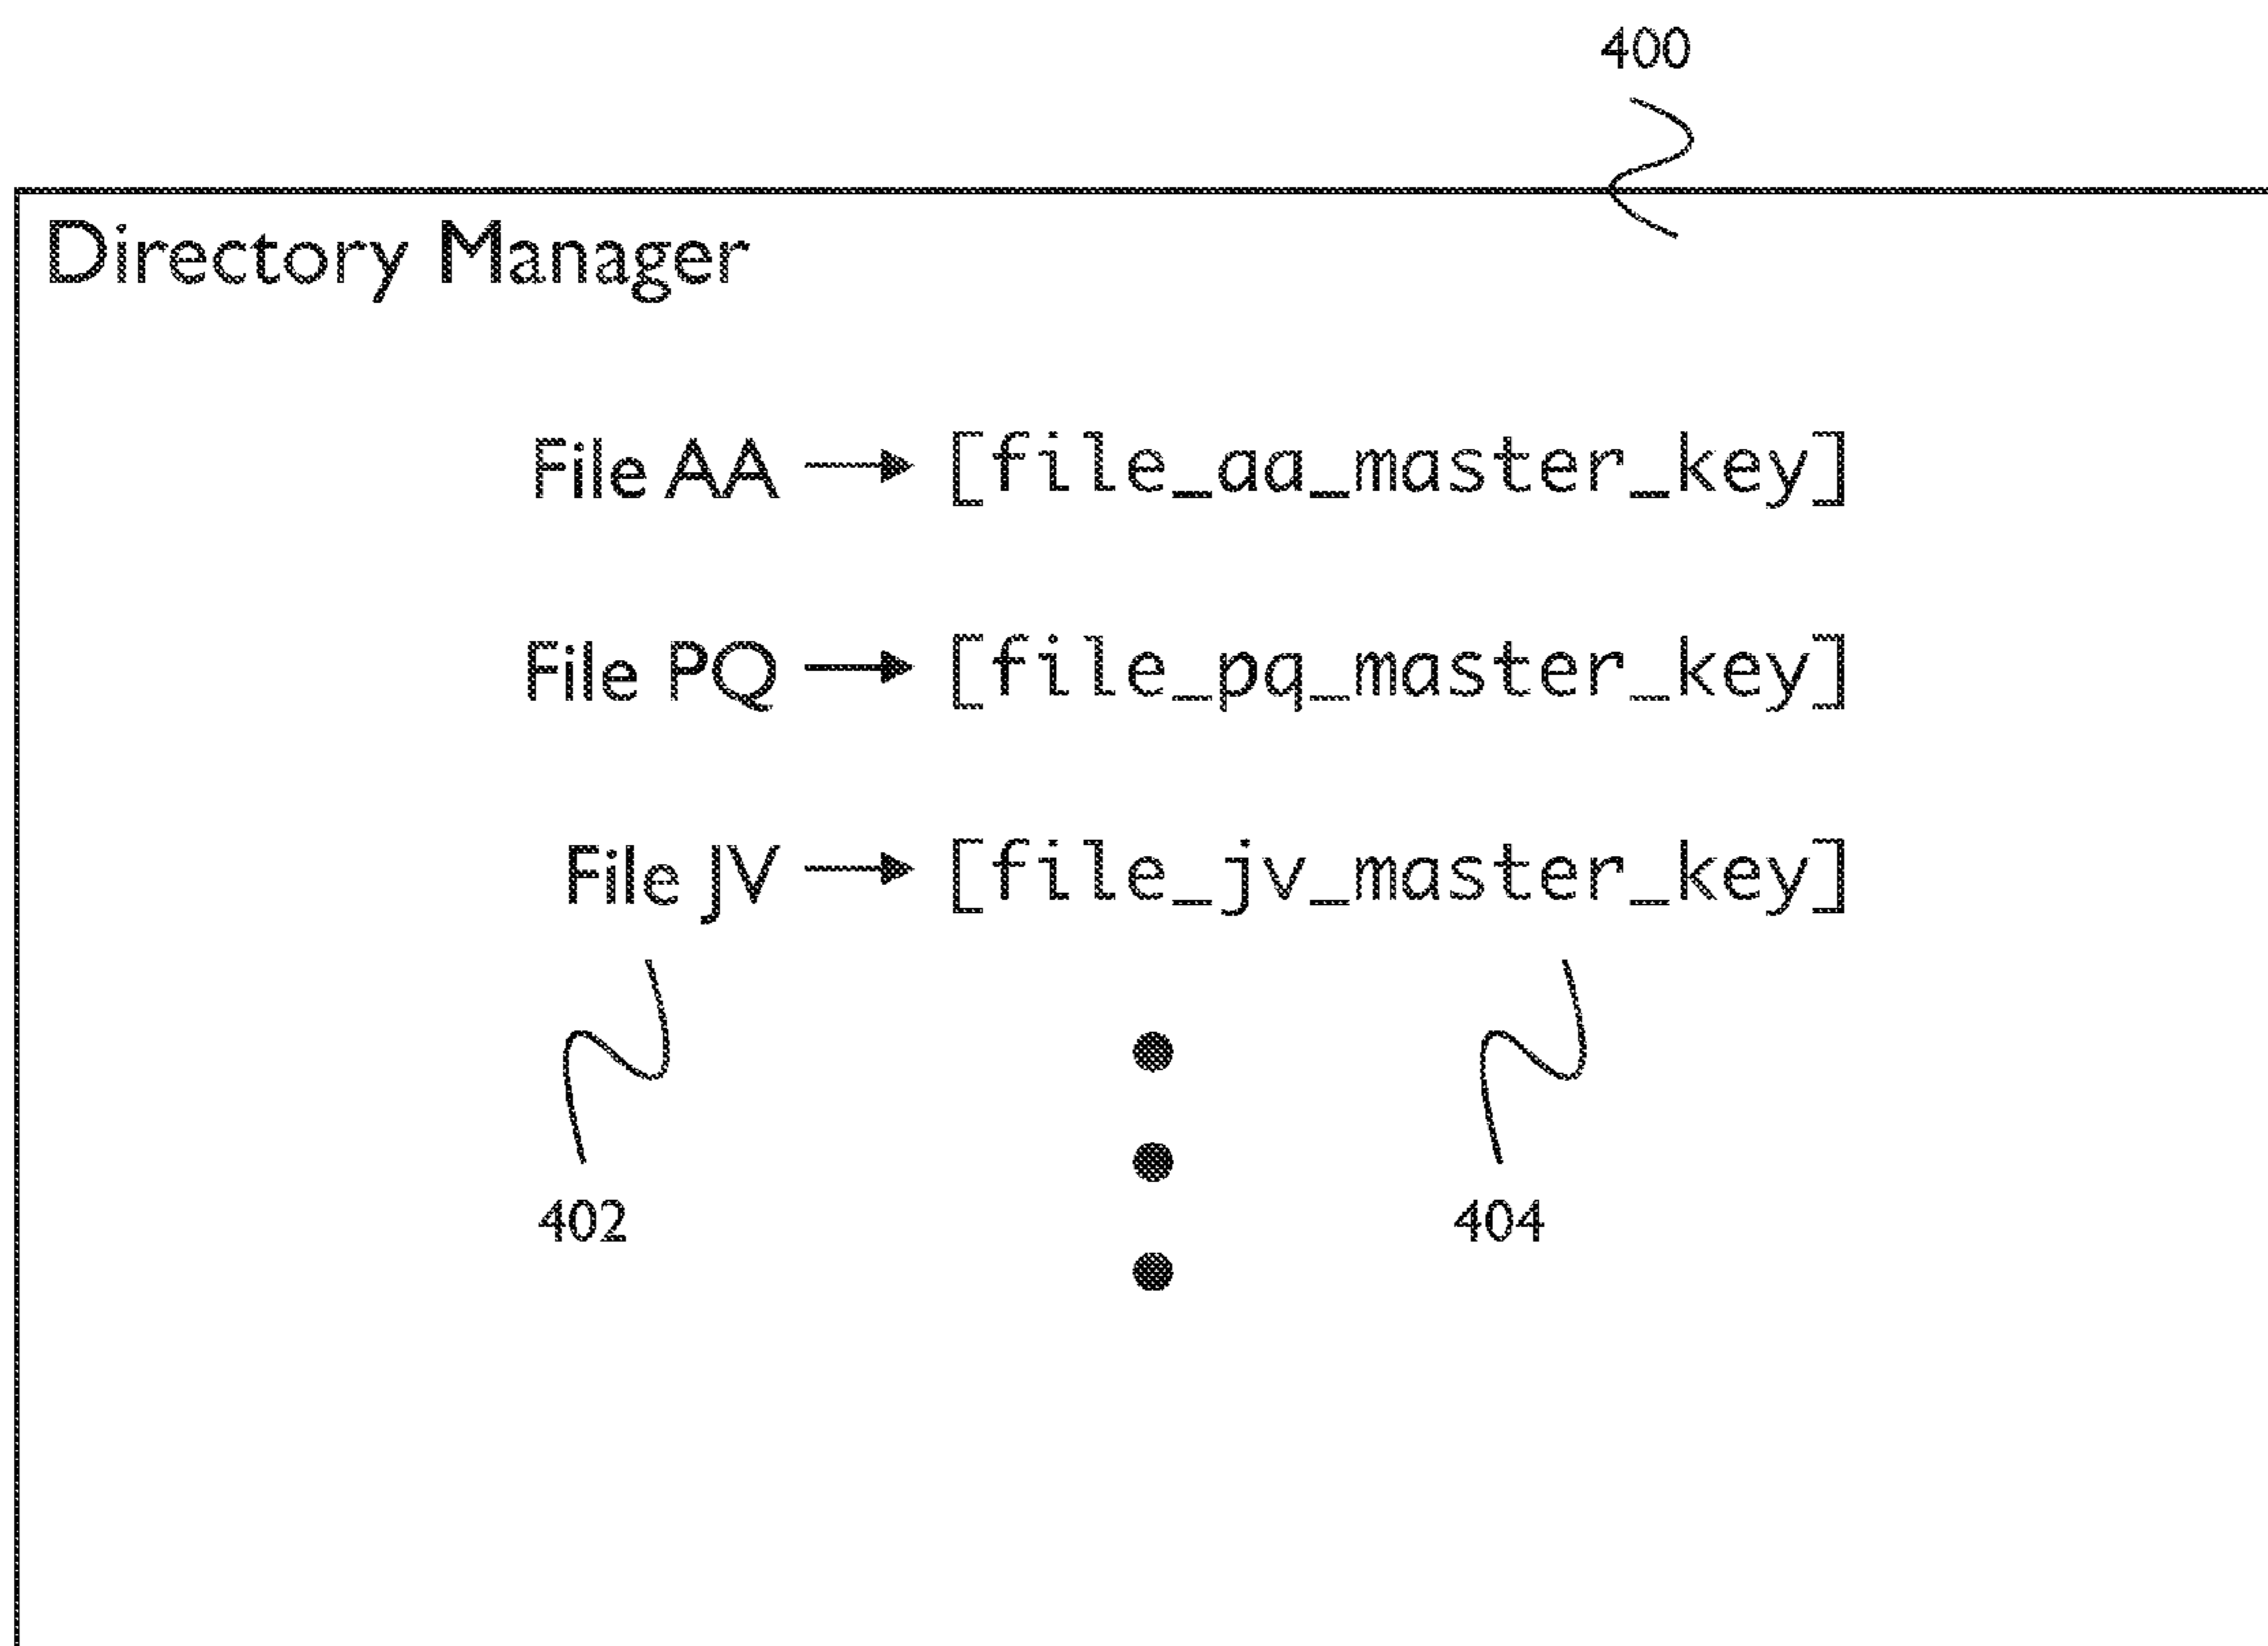 400
Directory Manager
File AA → [file_aa_master_key]
File PQ → [file_pq_master_key]
File JV → [file_jv_master_key]
402 404